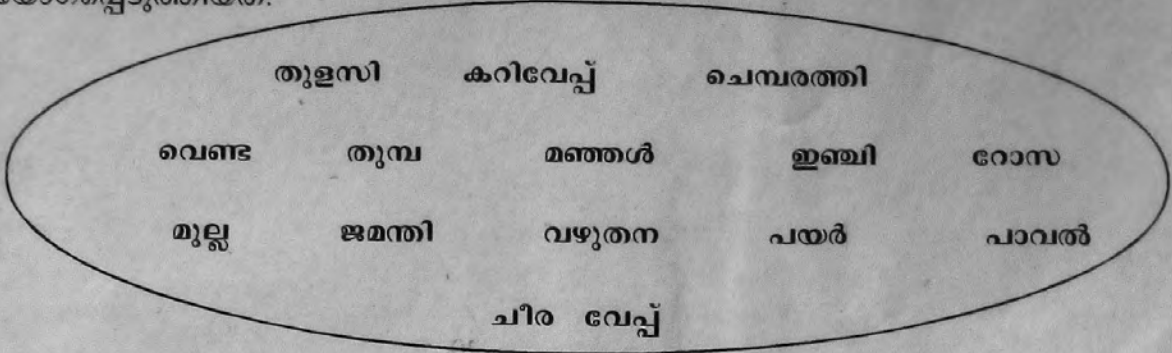 തുളസി കറിവേപ്പ് ചെമ്പരത്തി
വെണ്ട തുമ്പ മഞ്ഞൾ ഇഞ്ചി റോസ
മുല്ല ജമന്തി വഴുതന പയർ പാവൽ
ചീര വേപ്പ്